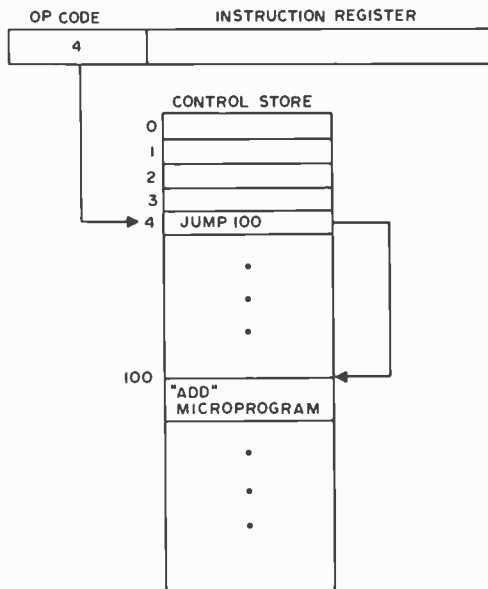 OP CODE
INSTRUCTION REGISTER
4
CONTROL STORE
0
1
2
3
4
JUMP 100
100
"ADD"
MICROPROGRAM